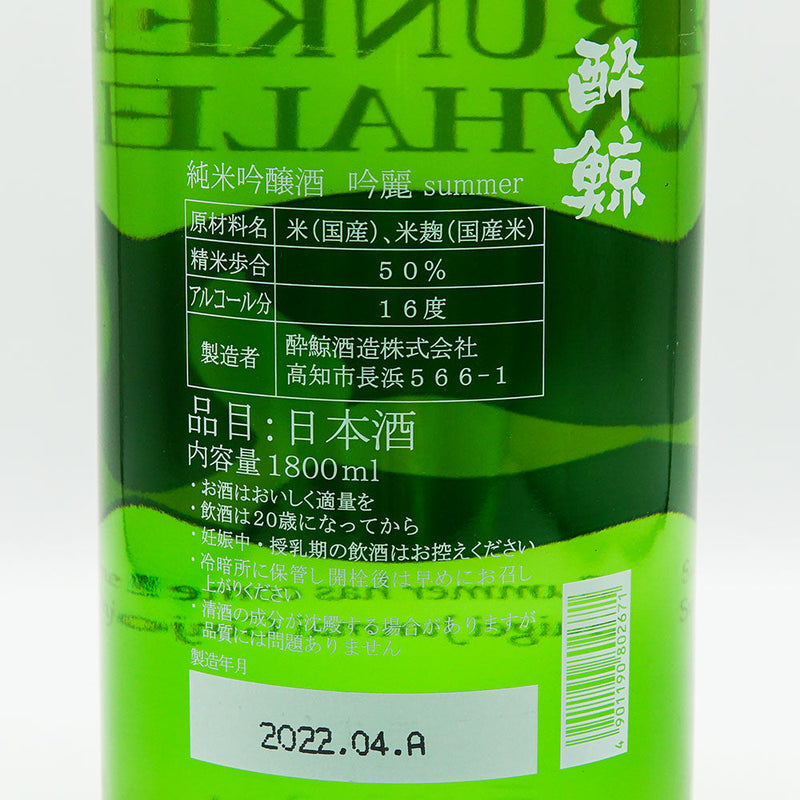 酔鯨
純米吟醸酒 吟麗 summer
原材料名 米(国産)、米麹(国産米)
精米歩合 50%
アルコール分 16度
製造者 酔鯨酒造株式会社
高知市長浜566-1
品目:日本酒
内容量1800ml
・お酒はおいしく適量を
・飲酒は20歳になってから
・妊娠中・授乳期の飲酒はお控えください
・冷暗所に保管し開栓後は早めにお召し
上がりください
・清酒の成分が沈殿する場合がありますが
品質には問題ありません
製造年月
2022.04.A
4901190802671